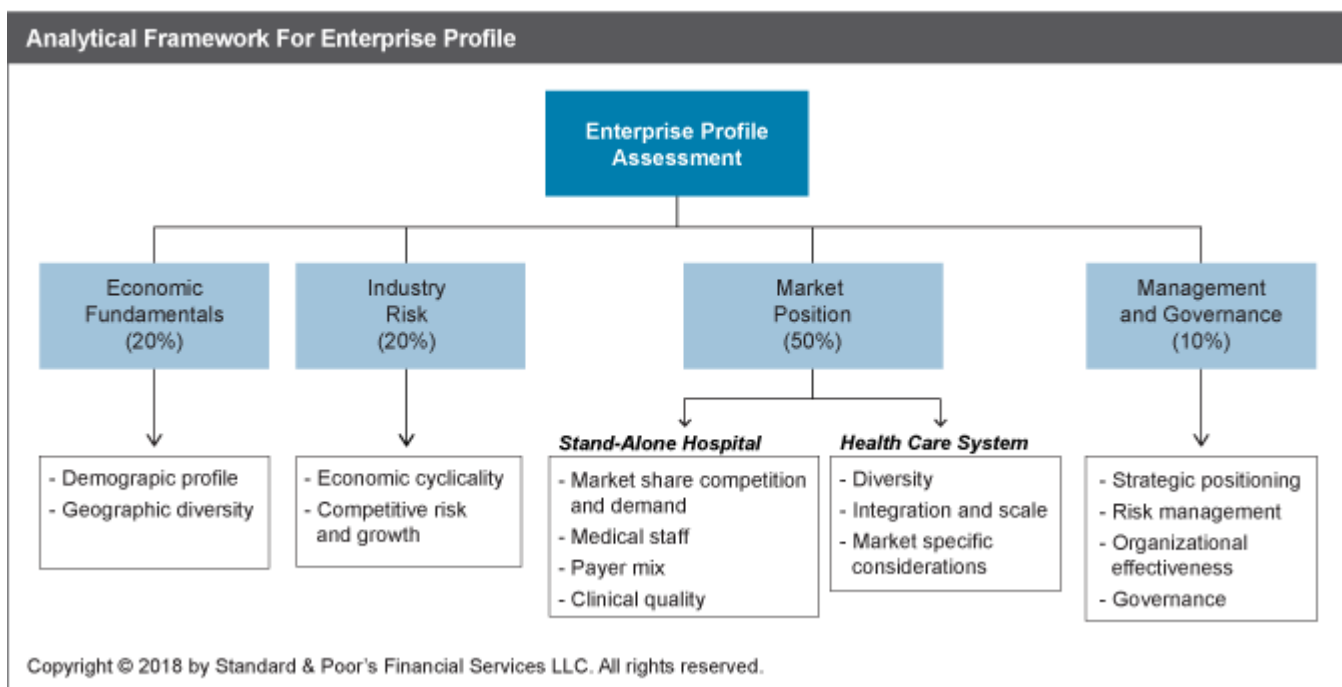 Analytical Framework For Enterprise Profile
Enterprise Profile
Assessment
Economic
Fundamentals
(20%)
Industry
Risk
(20%)
Market
Position
(50%)
Management
and Governance
(10%)
- Demograpic profile
- Geographic diversity
- Economic cyclicality
- Competitive risk
and growth
Stand-Alone Hospital
- Market share competition
and demand
- Medical staff
- Payer mix
- Clinical quality
Health Care System
- Diversity
- Integration and scale
- Market specific
considerations
- Strategic positioning
- Risk management
- Organizational
effectiveness
- Governance
Copyright © 2018 by Standard & Poor's Financial Services LLC. All rights reserved.